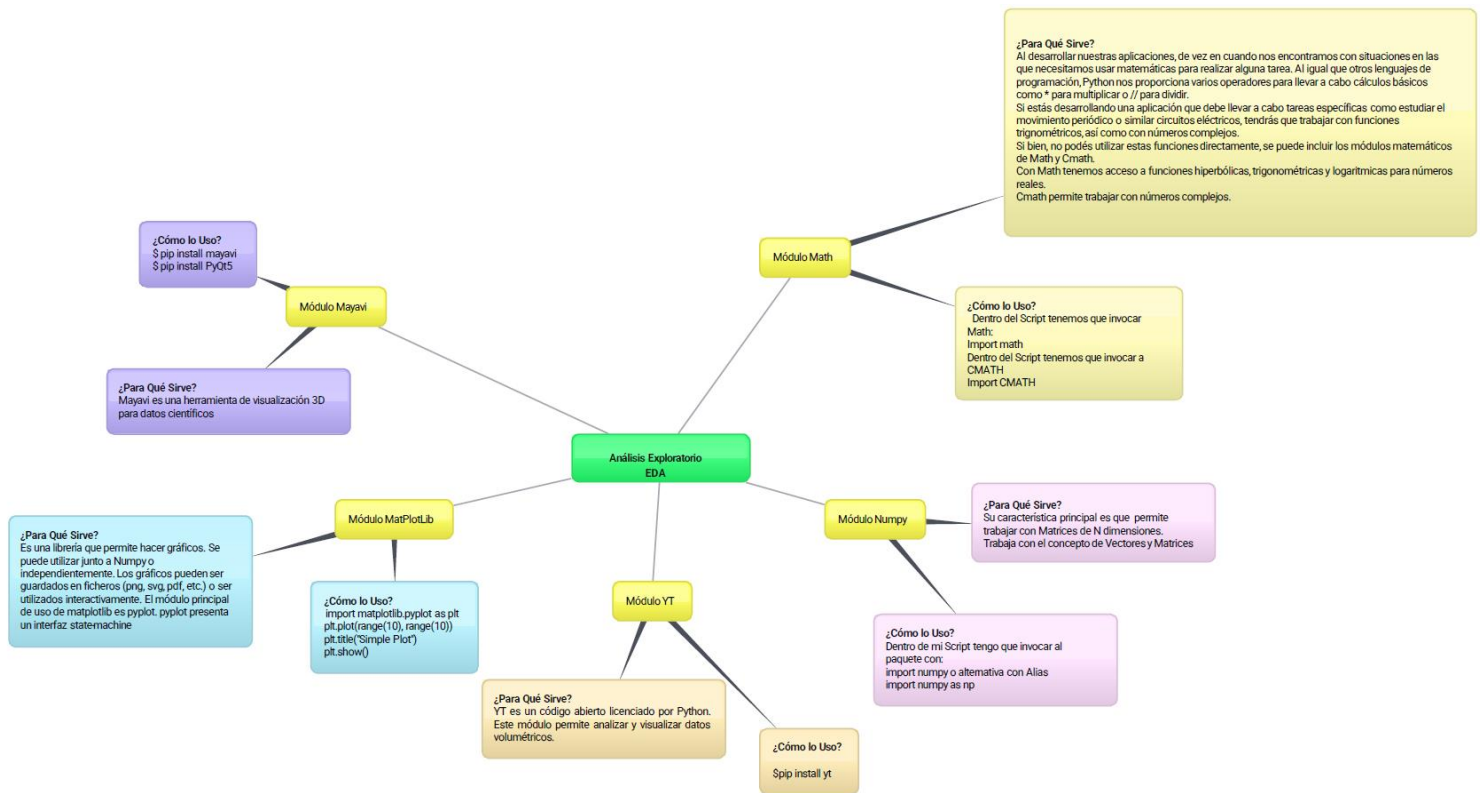 ¿Para Qué Sirve?
Al desarrollar nuestras aplicaciones, de vez en cuando nos encontramos con situaciones en las
que necesitamos usar matemáticas para realizar alguna tarea. Al igual que otros lenguajes de
programación, Python nos proporciona varios operadores para llevar a cabo cálculos básicos
como * para multiplicar o // para dividir.
Si estás desarrollando una aplicación que debe llevar a cabo tareas específicas como estudiar el
movimiento periódico o similar circuitos eléctricos, tendrás que trabajar con funciones
trignométricos, así como con números complejos.
Si bien, no podés utilizar estas funciones directamente, se puede incluir los módulos matemáticos
de Math y Cmath.
Con Math tenemos acceso a funciones hiperbólicas, trigonométricas y logarítmicas para números
reales.
Cmath permite trabajar con números complejos.
Módulo Math
¿Cómo lo Uso?
Dentro del Script tenemos que invocar
Math:
Import math
Dentro del Script tenemos que invocar a
CMATH
Import CMATH
¿Cómo lo Uso?
$ pip install mayavi
$ pip install PyQt5
Módulo Mayavi
¿Para Qué Sirve?
Mayavi es una herramienta de visualización 3D
para datos científicos
Análisis Exploratorio
EDA
Módulo MatPlotLib
¿Para Qué Sirve?
Es una librería que permite hacer gráficos. Se
puede utilizar junto a Numpy o
independientemente. Los gráficos pueden ser
guardados en ficheros (png, svg, pdf, etc.) o ser
utilizados interactivamente. El módulo principal
de uso de matplotlib es pyplot. pyplot presenta
un interfaz state-machine
¿Cómo lo Uso?
import matplotlib.pyplot as plt
plt.plot(range(10), range(10))
plt.title("Simple Plot")
plt.show()
Módulo YT
¿Para Qué Sirve?
YT es un código abierto licenciado por Python.
Este módulo permite analizar y visualizar datos
volumétricos.
¿Cómo lo Uso?
$pip install yt
Módulo Numpy
¿Para Qué Sirve?
Su característica principal es que permite
trabajar con Matrices de N dimensiones.
Trabaja con el concepto de Vectores y Matrices
¿Cómo lo Uso?
Dentro de mi Script tengo que invocar al
paquete con:
import numpy o alternativa con Alias
import numpy as np